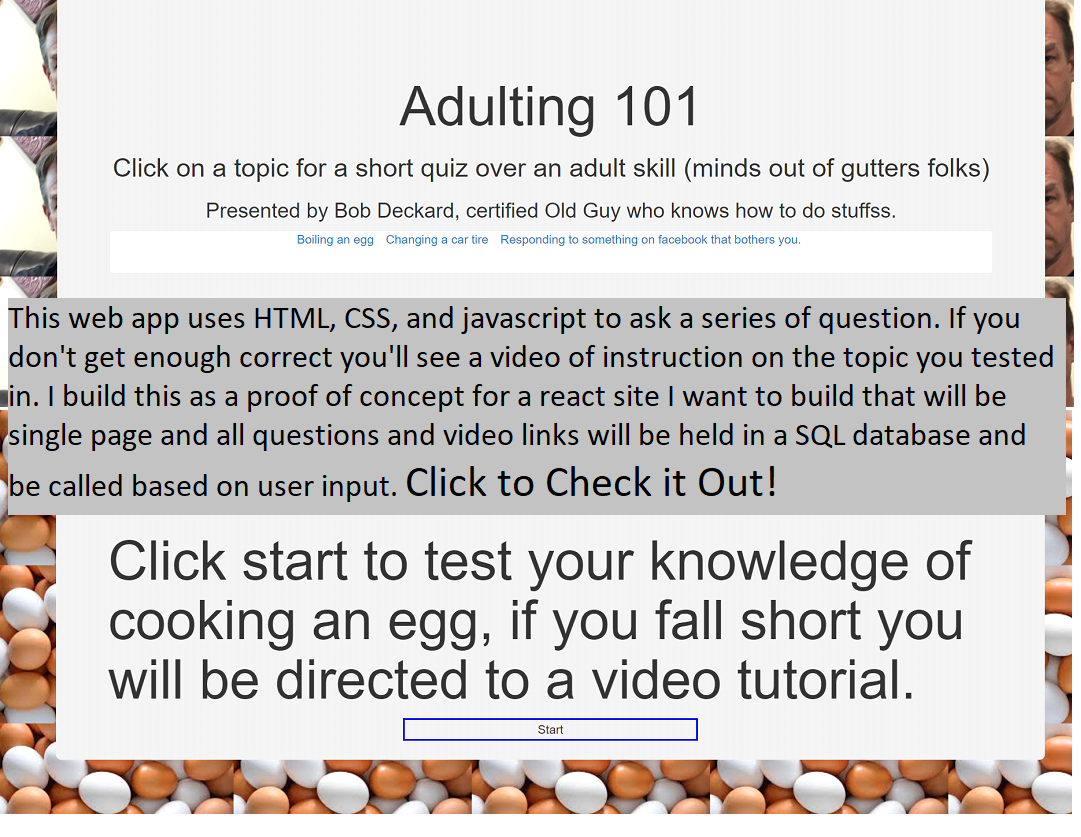 Adulting 101
Click on a topic for a short quiz over an adult skill (minds out of gutters folks)
Presented by Bob Deckard, certified Old Guy who knows how to do stuffss.
Boiling an egg Changing a car tire Responding to something on facebook that bothers you.
This web app uses HTML, CSS, and javascript to ask a series of question. If you
don't get enough correct you'll see a video of instruction on the topic you tested
in. I build this as a proof of concept for a react site I want to build that will be
single page and all questions and video links will be held in a SQL database and
be called based on user input. Click to Check it Out!
Click start to test your knowledge of
cooking an egg, if you fall short you
will be directed to a video tutorial.
Start